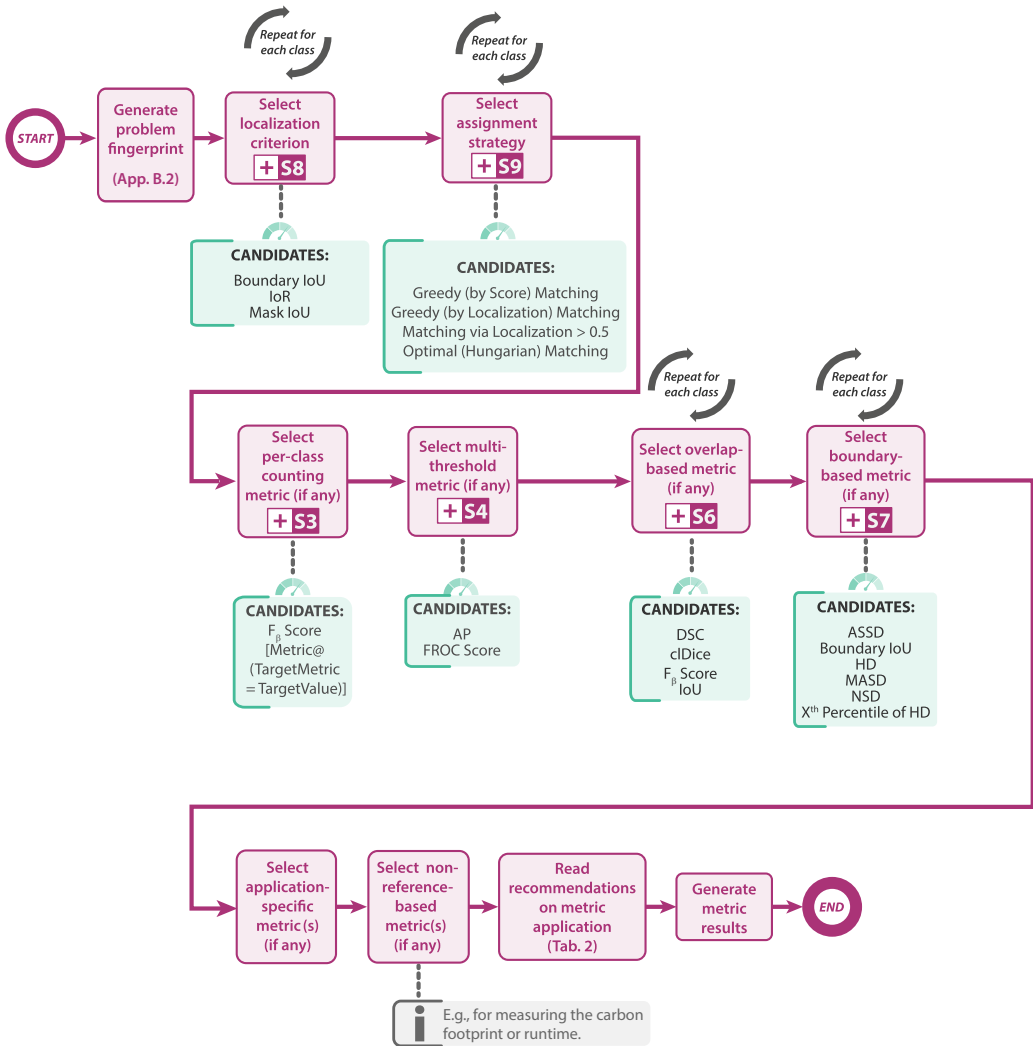 Repeat for
each class
Repeat for
each class
START
Generate
problem
fingerprint
(App. B.2)
Select
localization
criterion
+ S8
Select
assignment
strategy
+ S9
CANDIDATES:
Boundary IoU
IoR
Mask IoU
CANDIDATES:
Greedy (by Score) Matching
Greedy (by Localization) Matching
Matching via Localization > 0.5
Optimal (Hungarian) Matching
Repeat for
each class
Repeat for
each class
Select
per-class
counting
metric (if any)
+ S3
Select multi-
threshold
metric (if any)
+ S4
Select overlap-
based metric
(if any)
+ S6
Select
boundary-
based metric
(if any)
+ S7
CANDIDATES:
Fβ Score
[Metric@
(TargetMetric
= TargetValue)]
CANDIDATES:
AP
FROC Score
CANDIDATES:
DSC
clDice
Fβ Score
IoU
CANDIDATES:
ASSD
Boundary IoU
HD
MASD
NSD
Xth Percentile of HD
Select
application-
specific
metric(s)
(if any)
Select non-
reference-
based
metric(s)
(if any)
Read
recommendations
on metric
application
(Tab. 2)
Generate
metric
results
END
i
E.g., for measuring the carbon
footprint or runtime.